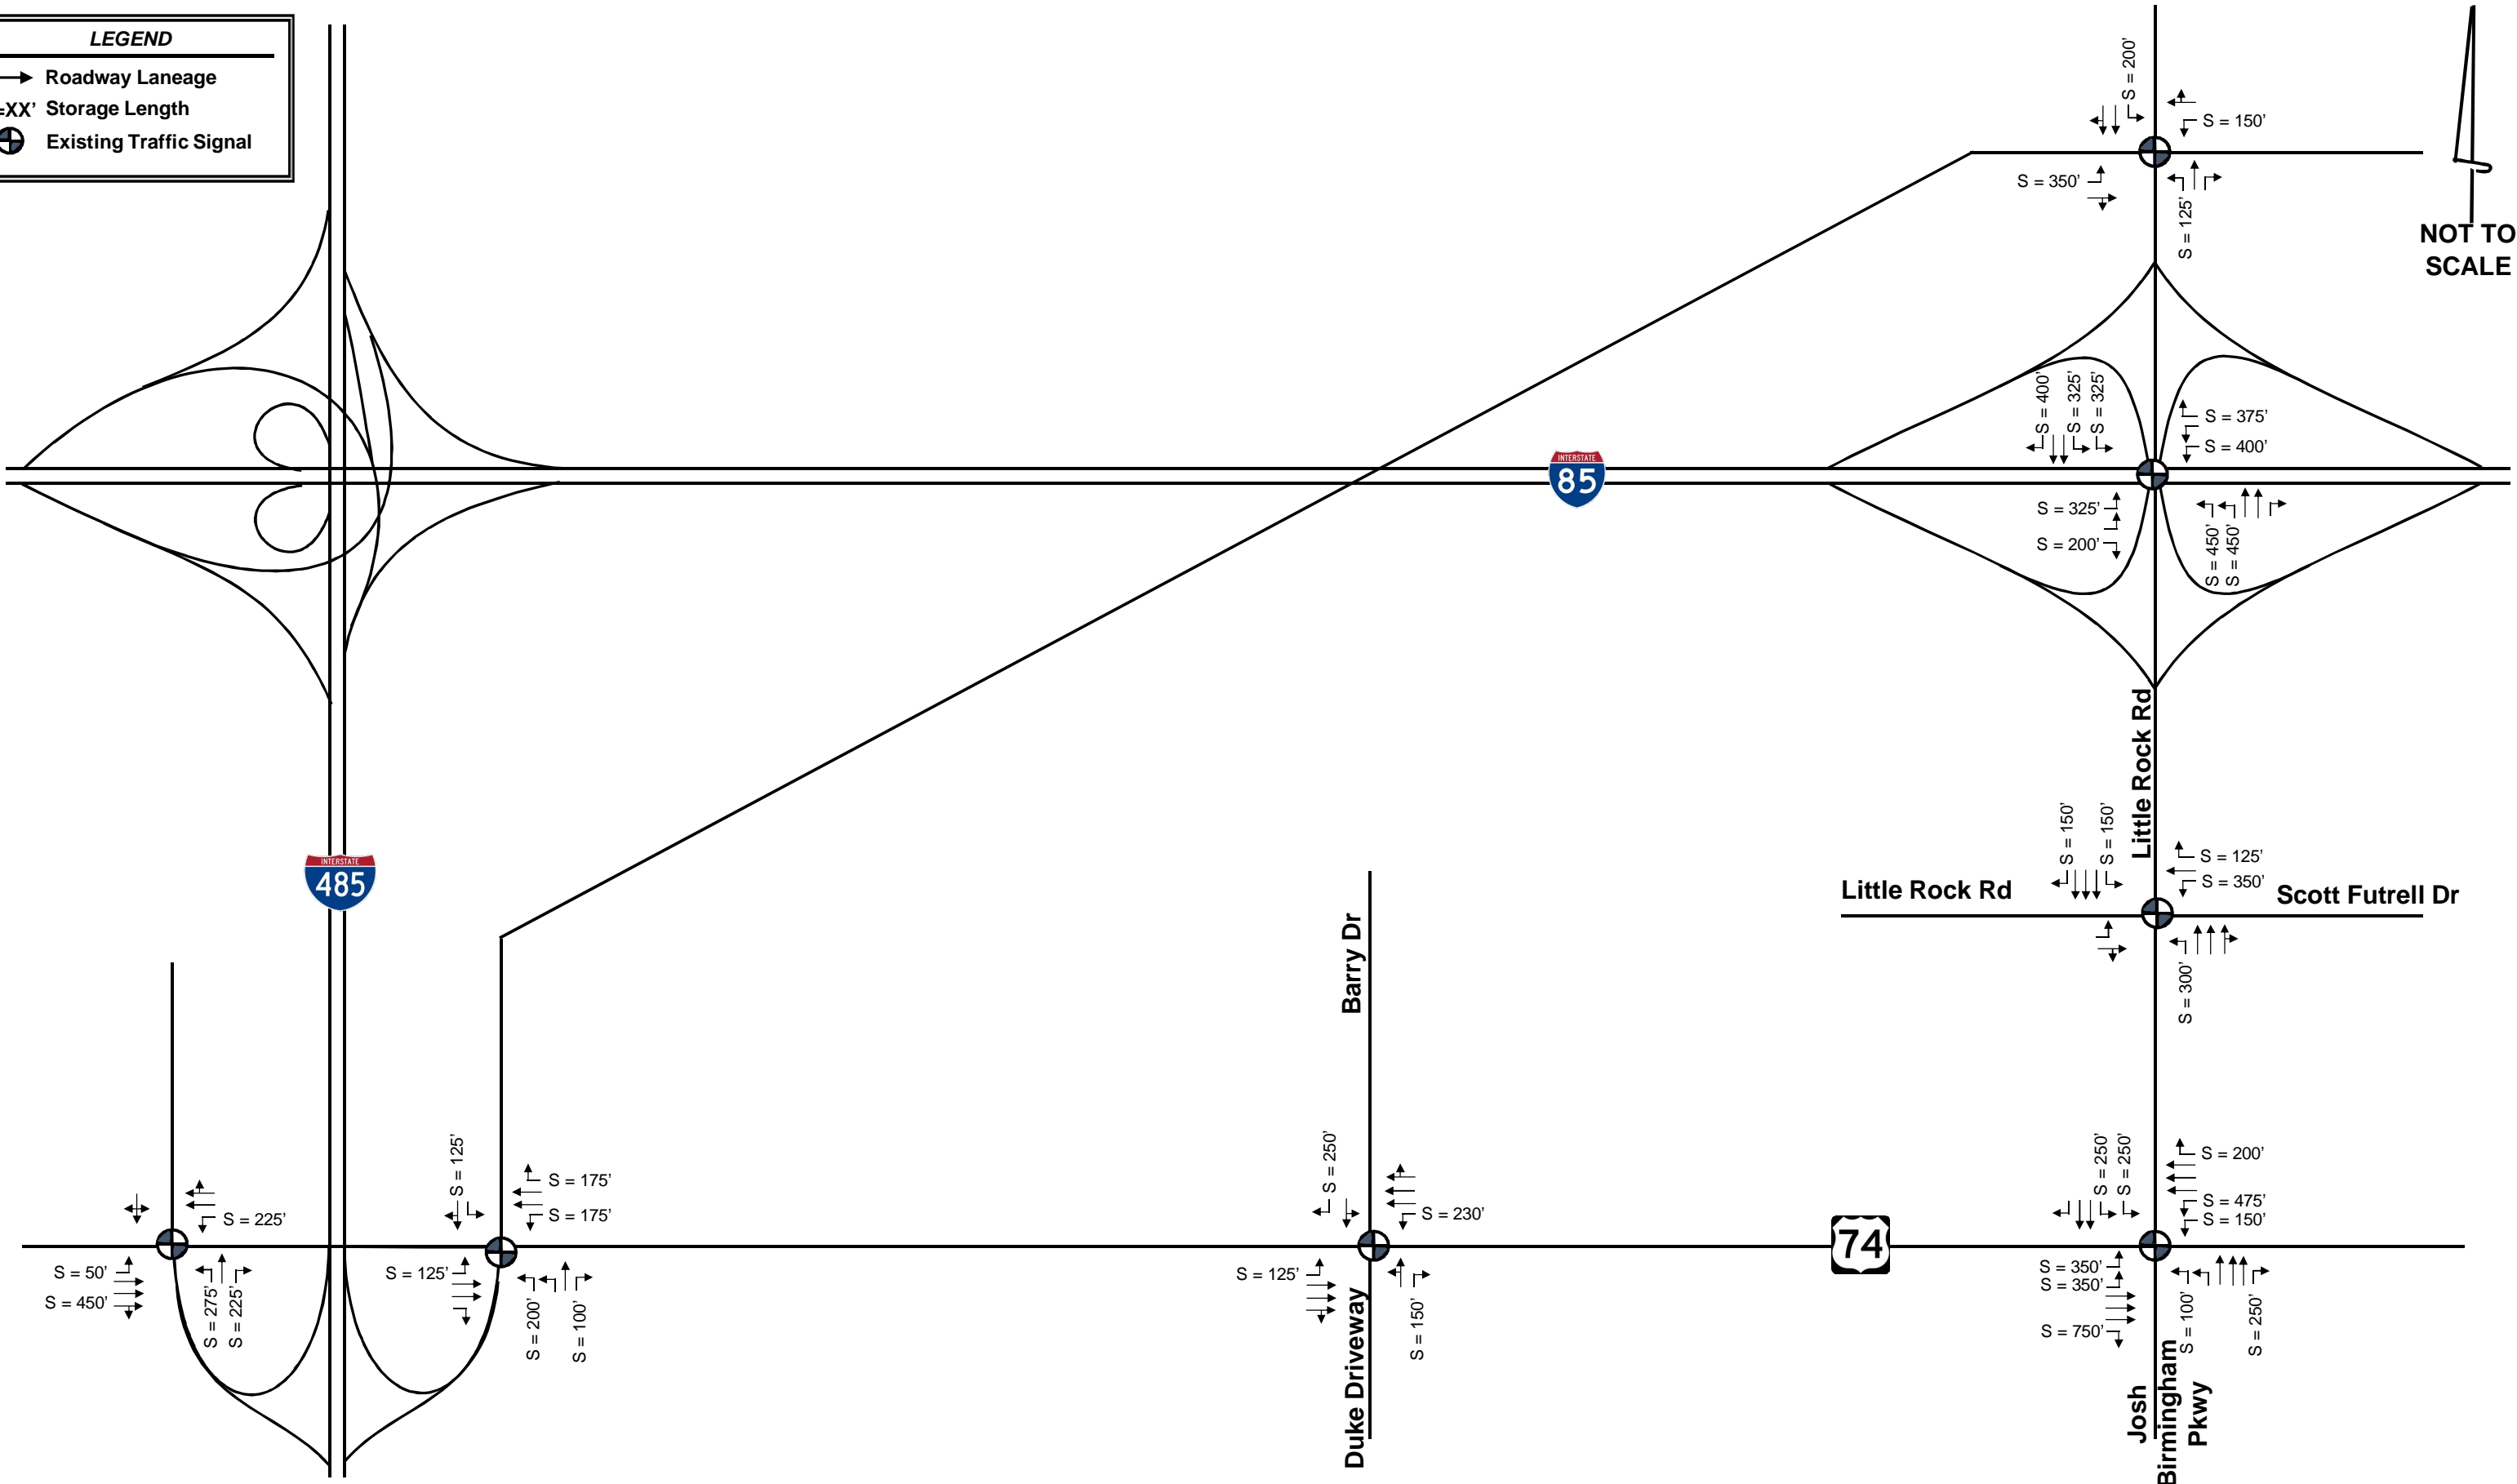 LEGEND
Roadway Laneage
=XX' Storage Length
Existing Traffic Signal
S = 200'
S = 150'
S = 350'
S = 125'
NOT TO
SCALE
S = 400'
S = 325'
S = 325'
S = 375'
S = 400'
INTERSTATE
85
S = 325'
S = 200'
S = 450'
S = 450'
Little Rock Rd
S = 150'
S = 150'
S = 125'
S = 350'
INTERSTATE
485
Little Rock Rd
Scott Futrell Dr
S = 300'
Barry Dr
S = 225'
S = 50'
S = 450'
S = 275'
S = 225'
S = 125'
S = 175'
S = 175'
S = 125'
S = 200'
S = 100'
S = 250'
S = 230'
S = 125'
S = 150'
Duke Driveway
74
S = 250'
S = 250'
S = 200'
S = 475'
S = 150'
S = 350'
S = 350'
S = 750'
S = 100'
S = 250'
Josh
Birmingham
Pkwy